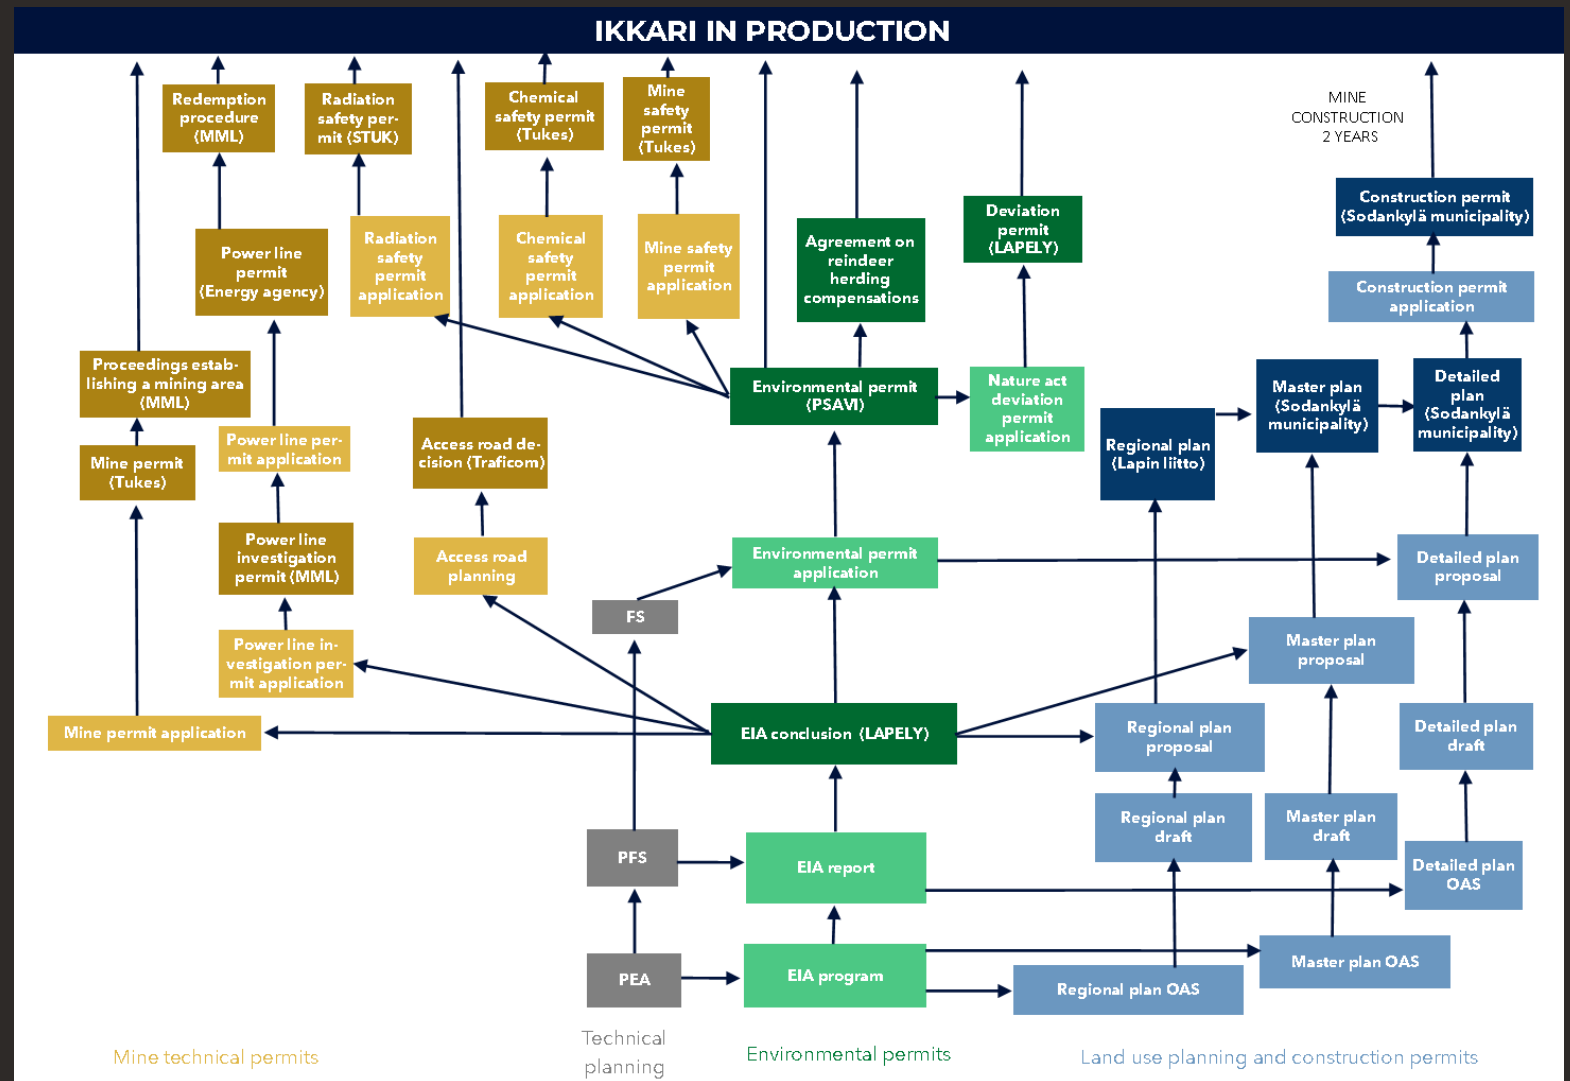 IKKARI IN PRODUCTION
Redemption
procedure
(MML)
Radiation
safety per-
mit (STUK)
Chemical
safety permit
(Tukes)
Mine
safety
permit
(Tukes)
MINE
CONSTRUCTION
2 YEARS
Power line
permit
(Energy agency)
Radiation
safety
permit
application
Chemical
safety
permit
application
Mine safety
permit
application
Agreement on
reindeer
herding
compensations
Deviation
permit
(LAPELY)
Construction permit
(Sodankylä municipality)
Construction permit
application
Proceedings estab-
lishing a mining area
(MML)
Environmental permit
(PSAVI)
Nature act
deviation
permit
application
Master plan
(Sodankylä
municipality)
Detailed
plan
(Sodankylä
municipality)
Mine permit
(Tukes)
Power line per-
mit application
Access road de-
cision (Traficom)
Regional plan
(Lapin liitto)
Power line
investigation
permit (MML)
Access road
planning
Environmental permit
application
Detailed plan
proposal
FS
Power line in-
vestigation per-
mit application
Master plan
proposal
Mine permit application
EIA conclusion (LAPELY)
Regional plan
proposal
Detailed plan
draft
Regional plan
draft
Master plan
draft
PFS
EIA report
Detailed plan
OAS
PEA
EIA program
Regional plan OAS
Master plan OAS
Mine technical permits
Technical
planning
Environmental permits
Land use planning and construction permits